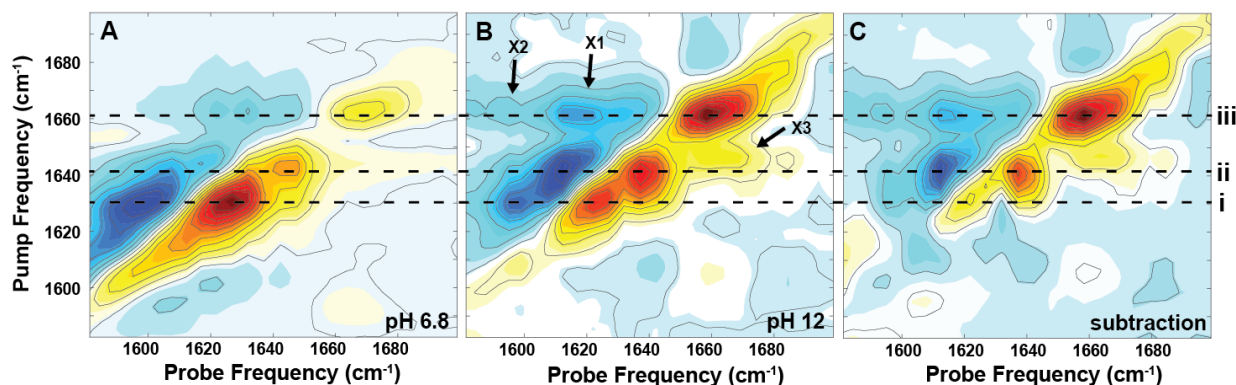 A
B
C
X2
X1
X3
Pump Frequency (cm-1)
1680
1660
1640
1620
1600
iii
ii
i
pH 6.8
pH 12
subtraction
1600 1620 1640 1660 1680
1600 1620 1640 1660 1680
1600 1620 1640 1660 1680
Probe Frequency (cm-1)
Probe Frequency (cm-1)
Probe Frequency (cm-1)